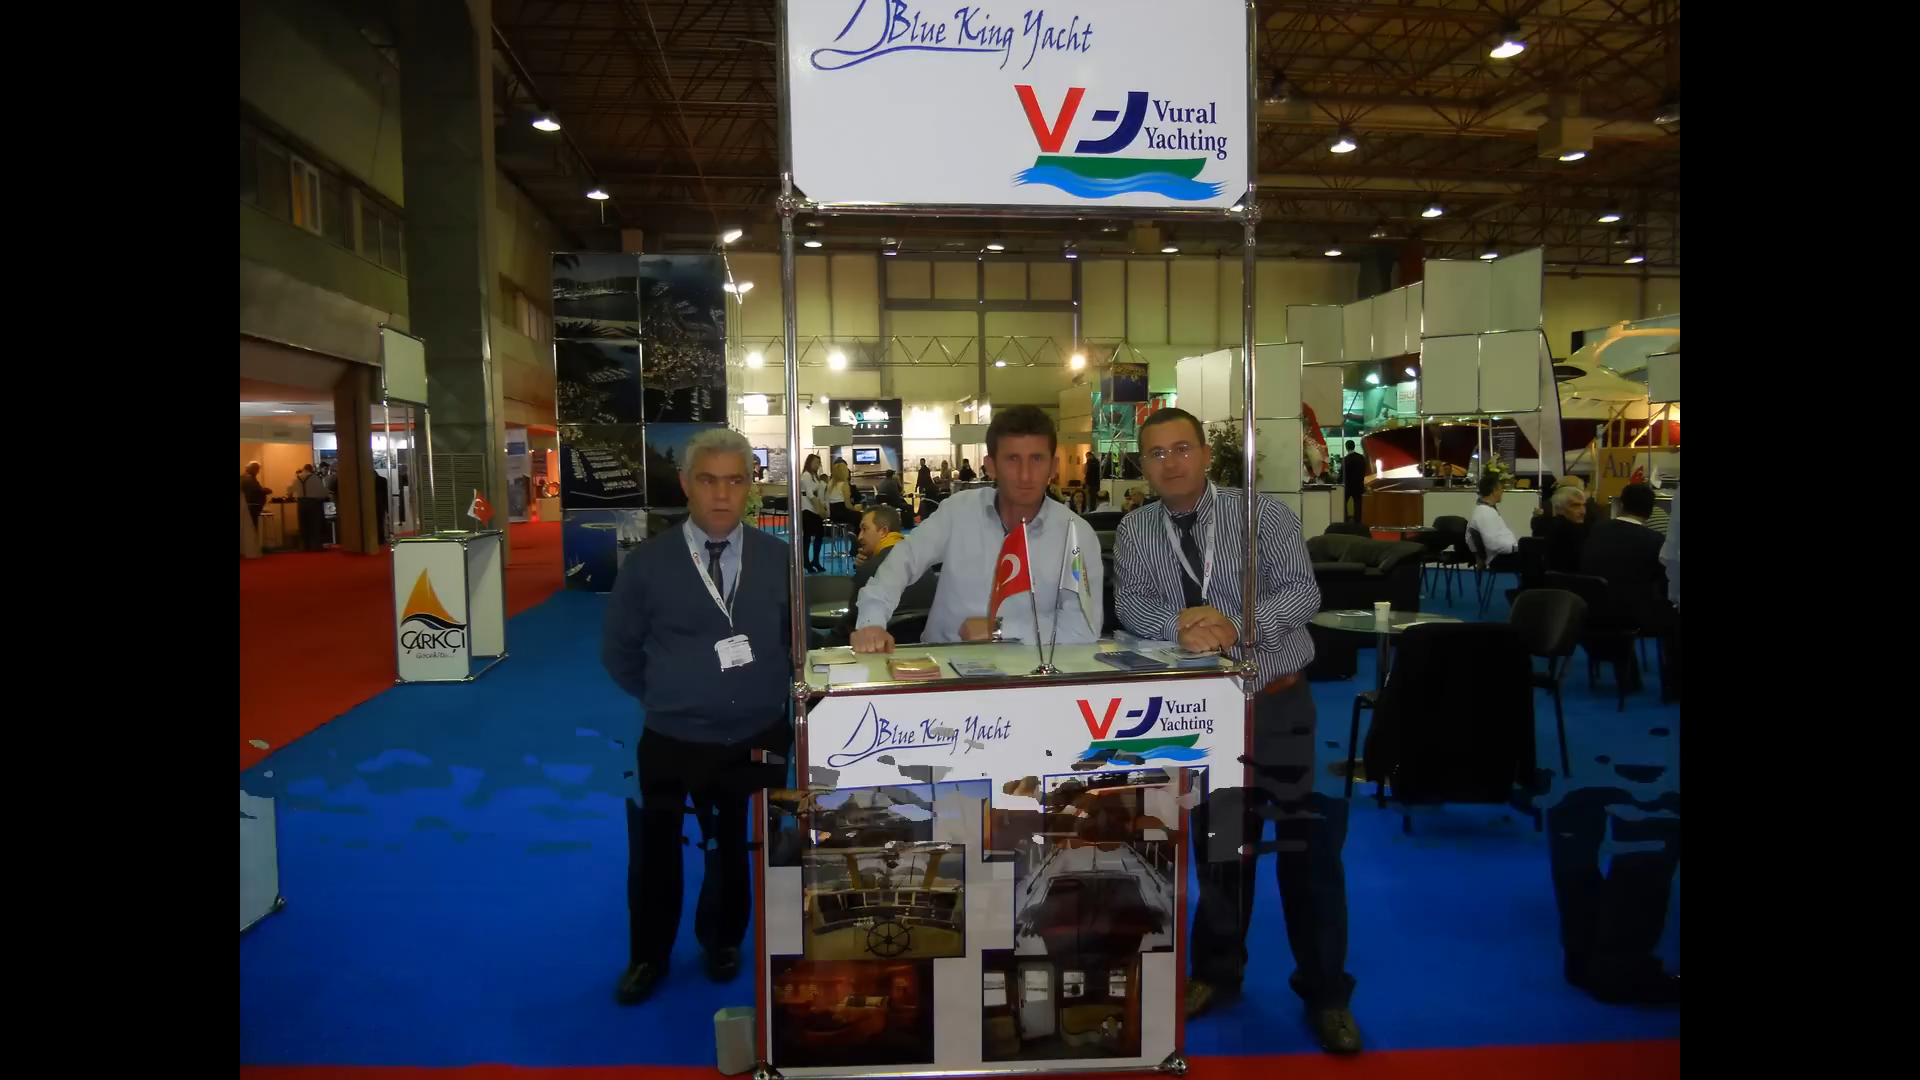 Blue King Yacht
V
Vural
Yachting
ÇARKÇI
Blue King Yacht
V
Vural
Yachting